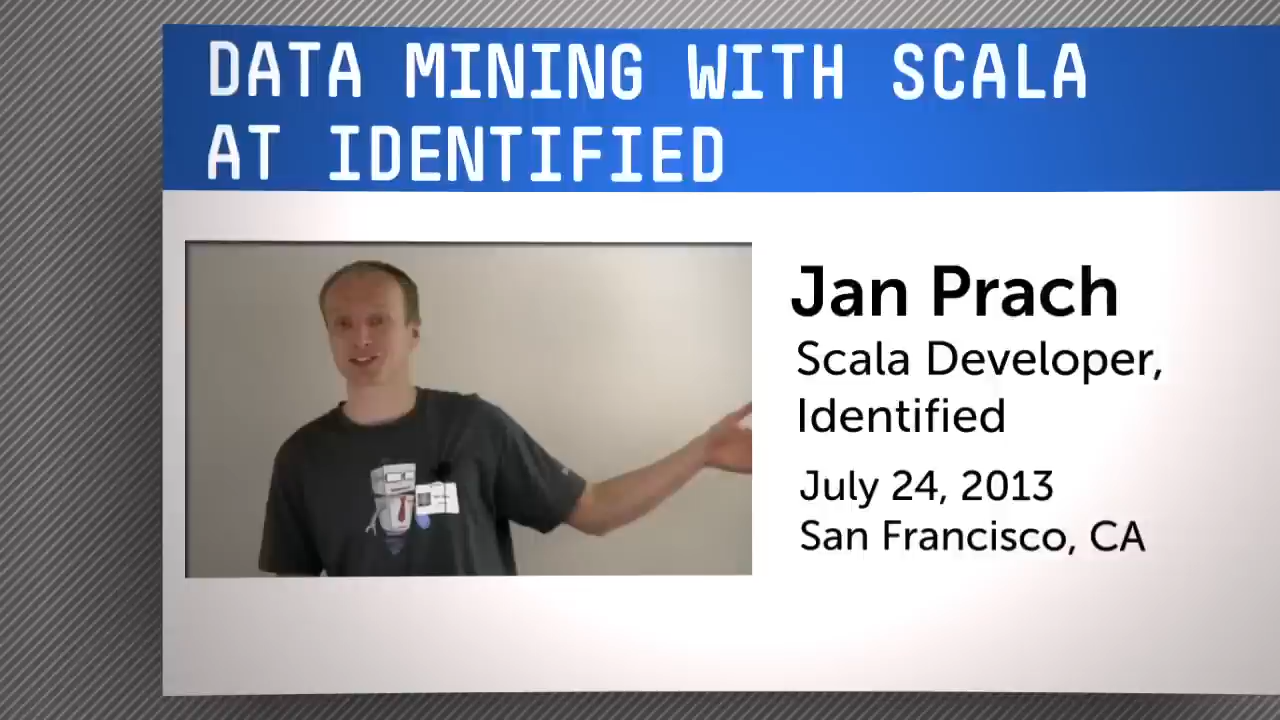 DATA MINING WITH SCALA
AT IDENTIFIED
Jan Prach
Scala Developer,
Identified
July 24, 2013
San Francisco, CA